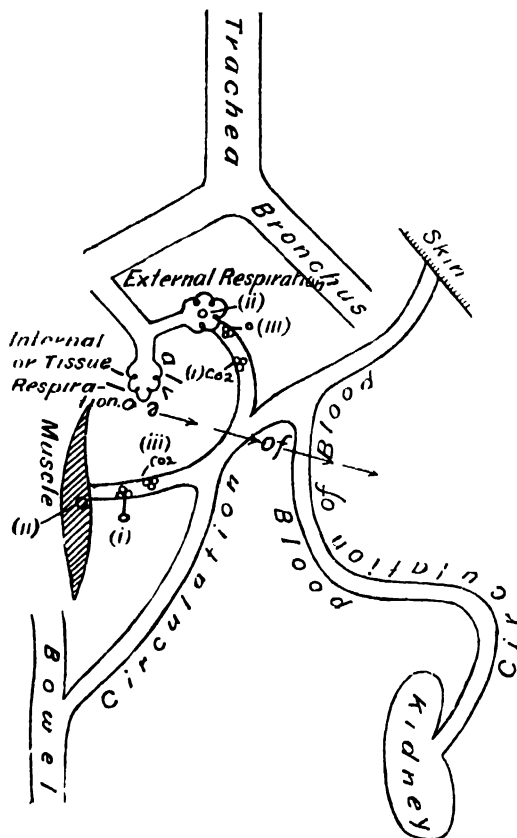 Trachea
Bronchus
Skin
External Respiration
(ii)
o
(iii)
(i) CO2
Internal
or Tissue
Respira-
tion.
alveo
Muscle
(iii)
CO2
(ii)
(i)
Circulation of Blood
Circulation of Blood
Bowel
Kidney